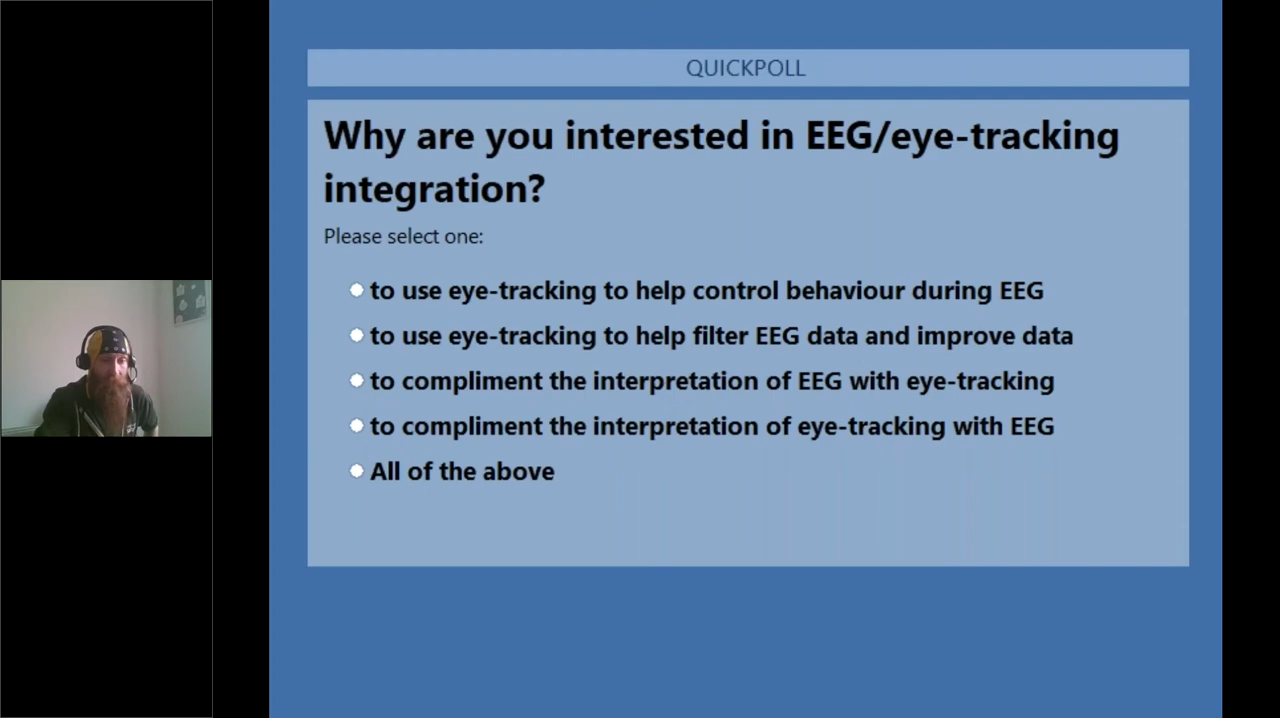 QUICKPOLL
Why are you interested in EEG/eye-tracking
integration?
Please select one:
to use eye-tracking to help control behaviour during EEG
to use eye-tracking to help filter EEG data and improve data
to compliment the interpretation of EEG with eye-tracking
to compliment the interpretation of eye-tracking with EEG
All of the above